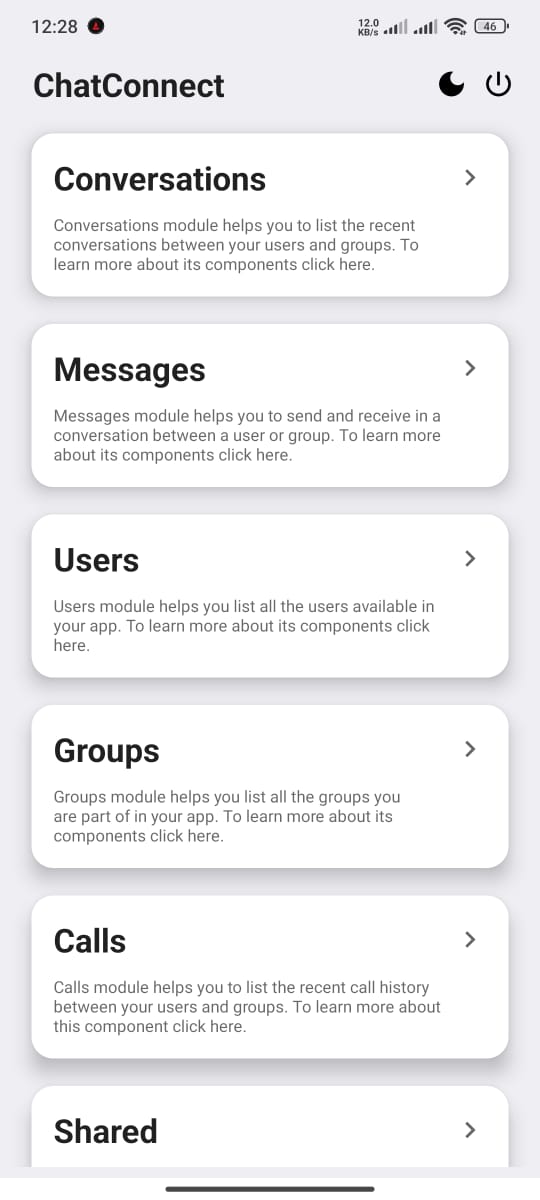 12:28
12.0
KB/s
46
ChatConnect
Conversations
Conversations module helps you to list the recent
conversations between your users and groups. To
learn more about its components click here.
Messages
Messages module helps you to send and receive in a
conversation between a user or group. To learn more
about its components click here.
Users
Users module helps you list all the users available in
your app. To learn more about its components click
here.
Groups
Groups module helps you list all the groups you
are part of in your app. To learn more about its
components click here.
Calls
Calls module helps you to list the recent call history
between your users and groups. To learn more about
this component click here.
Shared